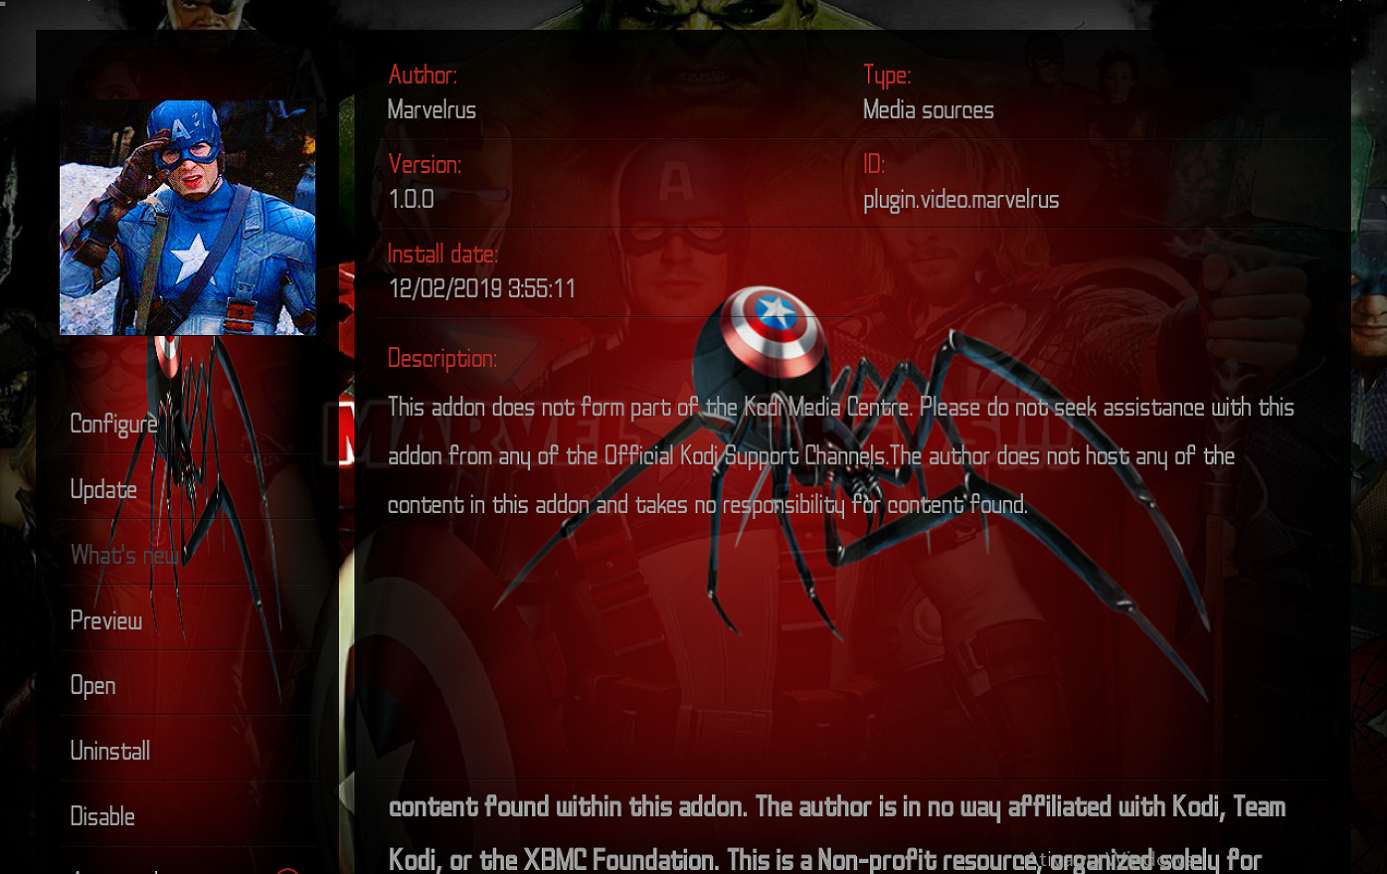 Author:
Marvelrus
Type:
Media sources
Version:
1.0.0
ID:
plugin.video.marvelrus
Install date:
12/02/2019 3:55:11
Description:
This addon does not form part of the Kodi Media Centre. Please do not seek assistance with this
addon from any of the Official Kodi Support Channels.The author does not host any of the
content in this addon and takes no responsibility for content found.
content found within this addon. The author is in no way affiliated with Kodi, Team
Kodi, or the XBMC Foundation. This is a Non-profit resource, organized solely for
Configure
Update
What's new
Preview
Open
Uninstall
Disable
A
MARVEL